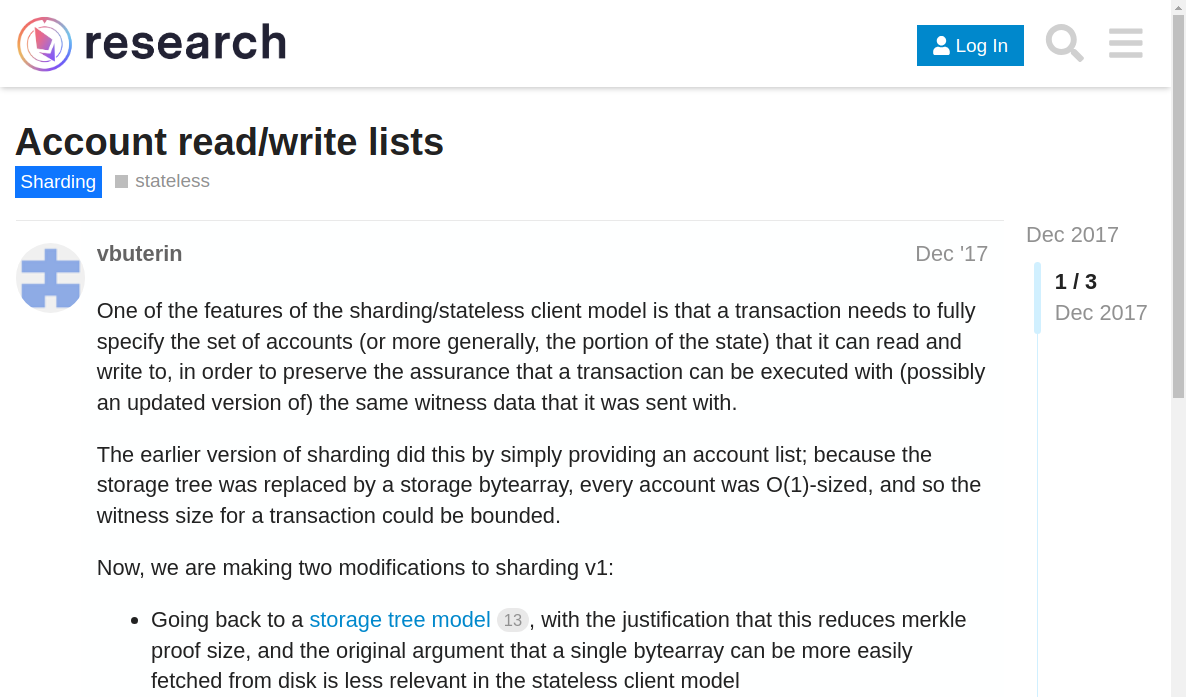 research
Log In
Account read/write lists
Sharding
stateless
Dec 2017
1 / 3
Dec 2017
vbuterin
Dec '17
One of the features of the sharding/stateless client model is that a transaction needs to fully
specify the set of accounts (or more generally, the portion of the state) that it can read and
write to, in order to preserve the assurance that a transaction can be executed with (possibly
an updated version of) the same witness data that it was sent with.
The earlier version of sharding did this by simply providing an account list; because the
storage tree was replaced by a storage bytearray, every account was O(1)-sized, and so the
witness size for a transaction could be bounded.
Now, we are making two modifications to sharding v1:
Going back to a storage tree model 13, with the justification that this reduces merkle
proof size, and the original argument that a single bytearray can be more easily
fetched from disk is less relevant in the stateless client model